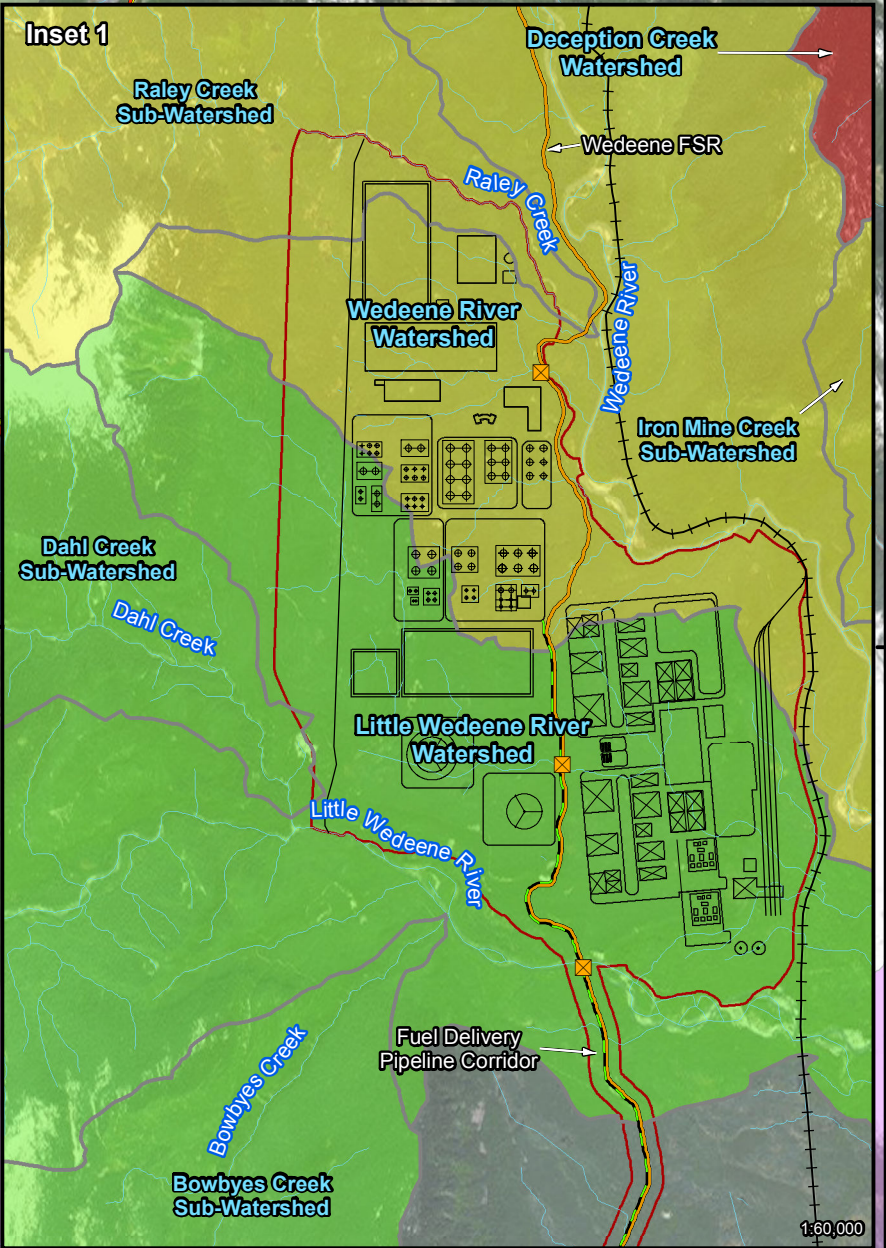 Inset 1
Deception Creek
Watershed
Raley Creek
Sub-Watershed
Wedeene FSR
Raley Creek
Wedeene River
Wedeene River
Watershed
Iron Mine Creek
Sub-Watershed
Dahl Creek
Sub-Watershed
Dahl Creek
Little Wedeene River
Watershed
Little Wedeene River
Fuel Delivery
Pipeline Corridor
Bowbyes Creek
Bowbyes Creek
Sub-Watershed
1:60,000